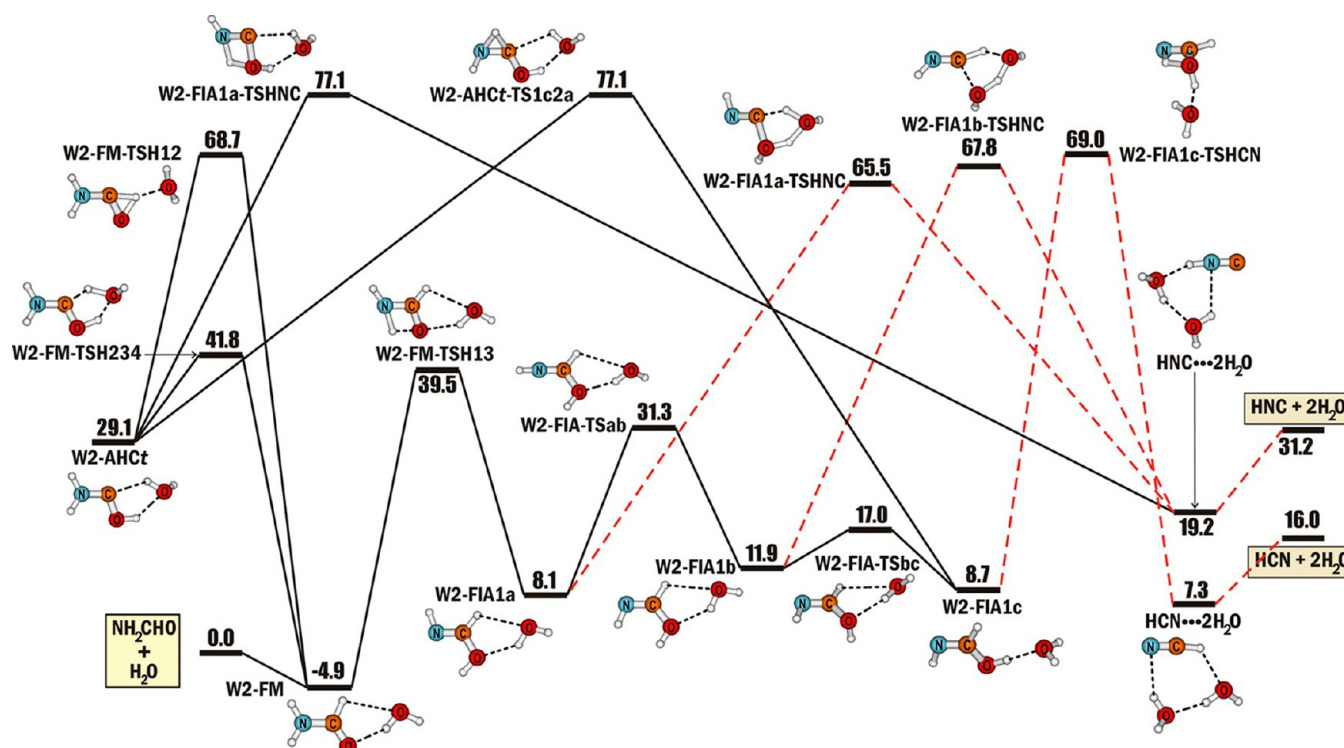 77.1
W2-FIA1a-TSHNC
77.1
W2-AHCt-TS1c2a
W2-FIA1b-TSHNC
67.8
69.0
W2-FIA1c-TSHCN
65.5
W2-FIA1a-TSHNC
68.7
W2-FM-TSH12
41.8
W2-FM-TSH234
W2-FM-TSH13
39.5
31.3
W2-FIA-TSab
29.1
W2-AHCt
HNC•••2H₂O
HNC + 2H₂O
31.2
19.2
16.0
HCN + 2H₂O
7.3
HCN•••2H₂O
W2-FIA1a
8.1
W2-FIA1b
11.9
17.0
W2-FIA-TSbc
8.7
W2-FIA1c
NH₂CHO
+
H₂O
0.0
W2-FM
-4.9